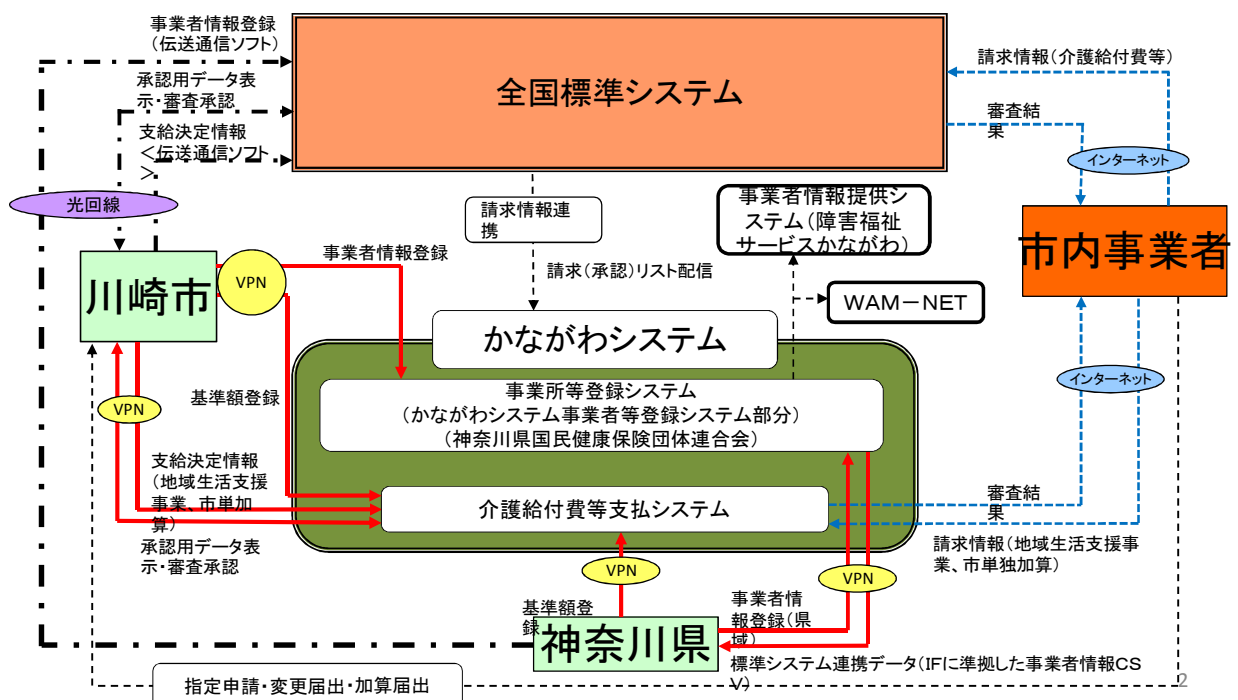 事業者情報登録
(伝送通信ソフト)
承認用データ表
示・審査承認
支給決定情報
<伝送通信ソフト
>
光回線
全国標準システム
請求情報(介護給付費等)
審査結
果
インターネット
請求情報連
携
請求(承認)リスト配信
事業者情報提供シ
ステム(障害福祉
サービスかながわ)
WAM-NET
市内事業者
川崎市
VPN
事業者情報登録
かながわシステム
事業所等登録システム
(かながわシステム事業者等登録システム部分)
(神奈川県国民健康保険団体連合会)
インターネット
VPN
基準額登録
支給決定情報
(地域生活支援
事業、市単加
算)
承認用データ表
示・審査承認
介護給付費等支払システム
審査結
果
請求情報(地域生活支援事
業、市単独加算)
VPN
VPN
基準額登
録
神奈川県
事業者情
報登録(県
域)
標準システム連携データ(IFに準拠した事業者情報CS
V)
指定申請・変更届出・加算届出
2